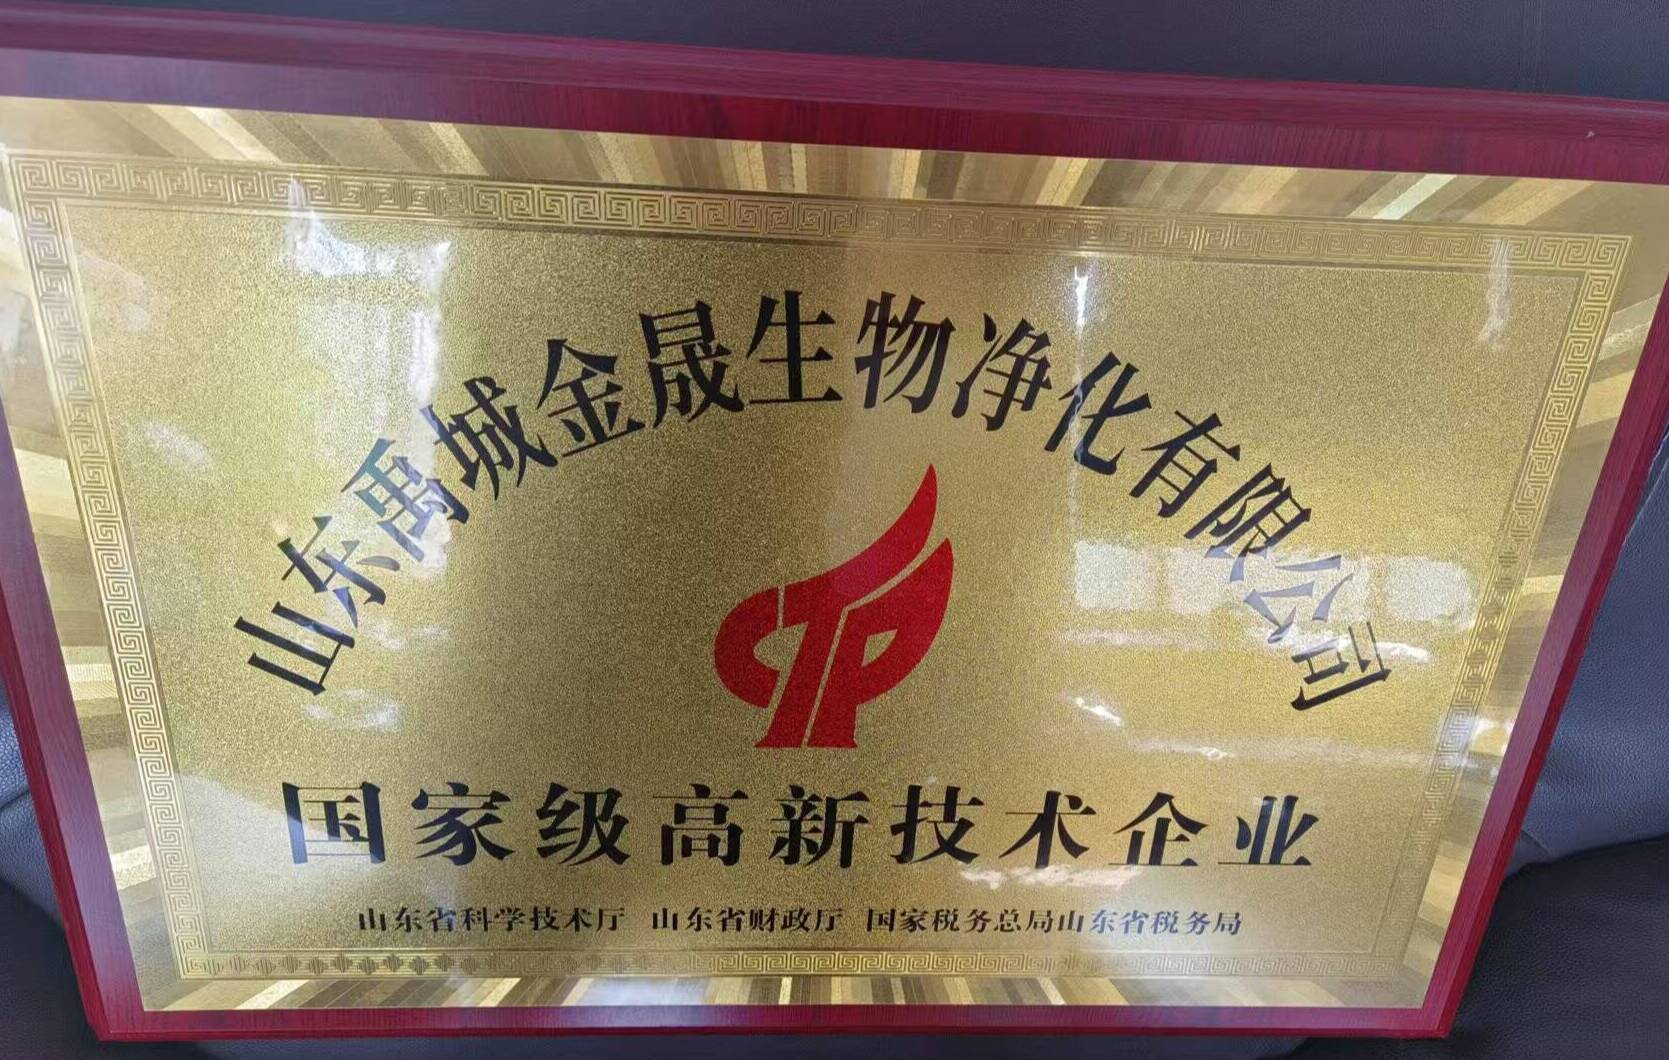 山东禹城金晟生物净化有限公司
国家级高新技术企业
山东省科学技术厅 山东省财政厅 国家税务总局山东省税务局